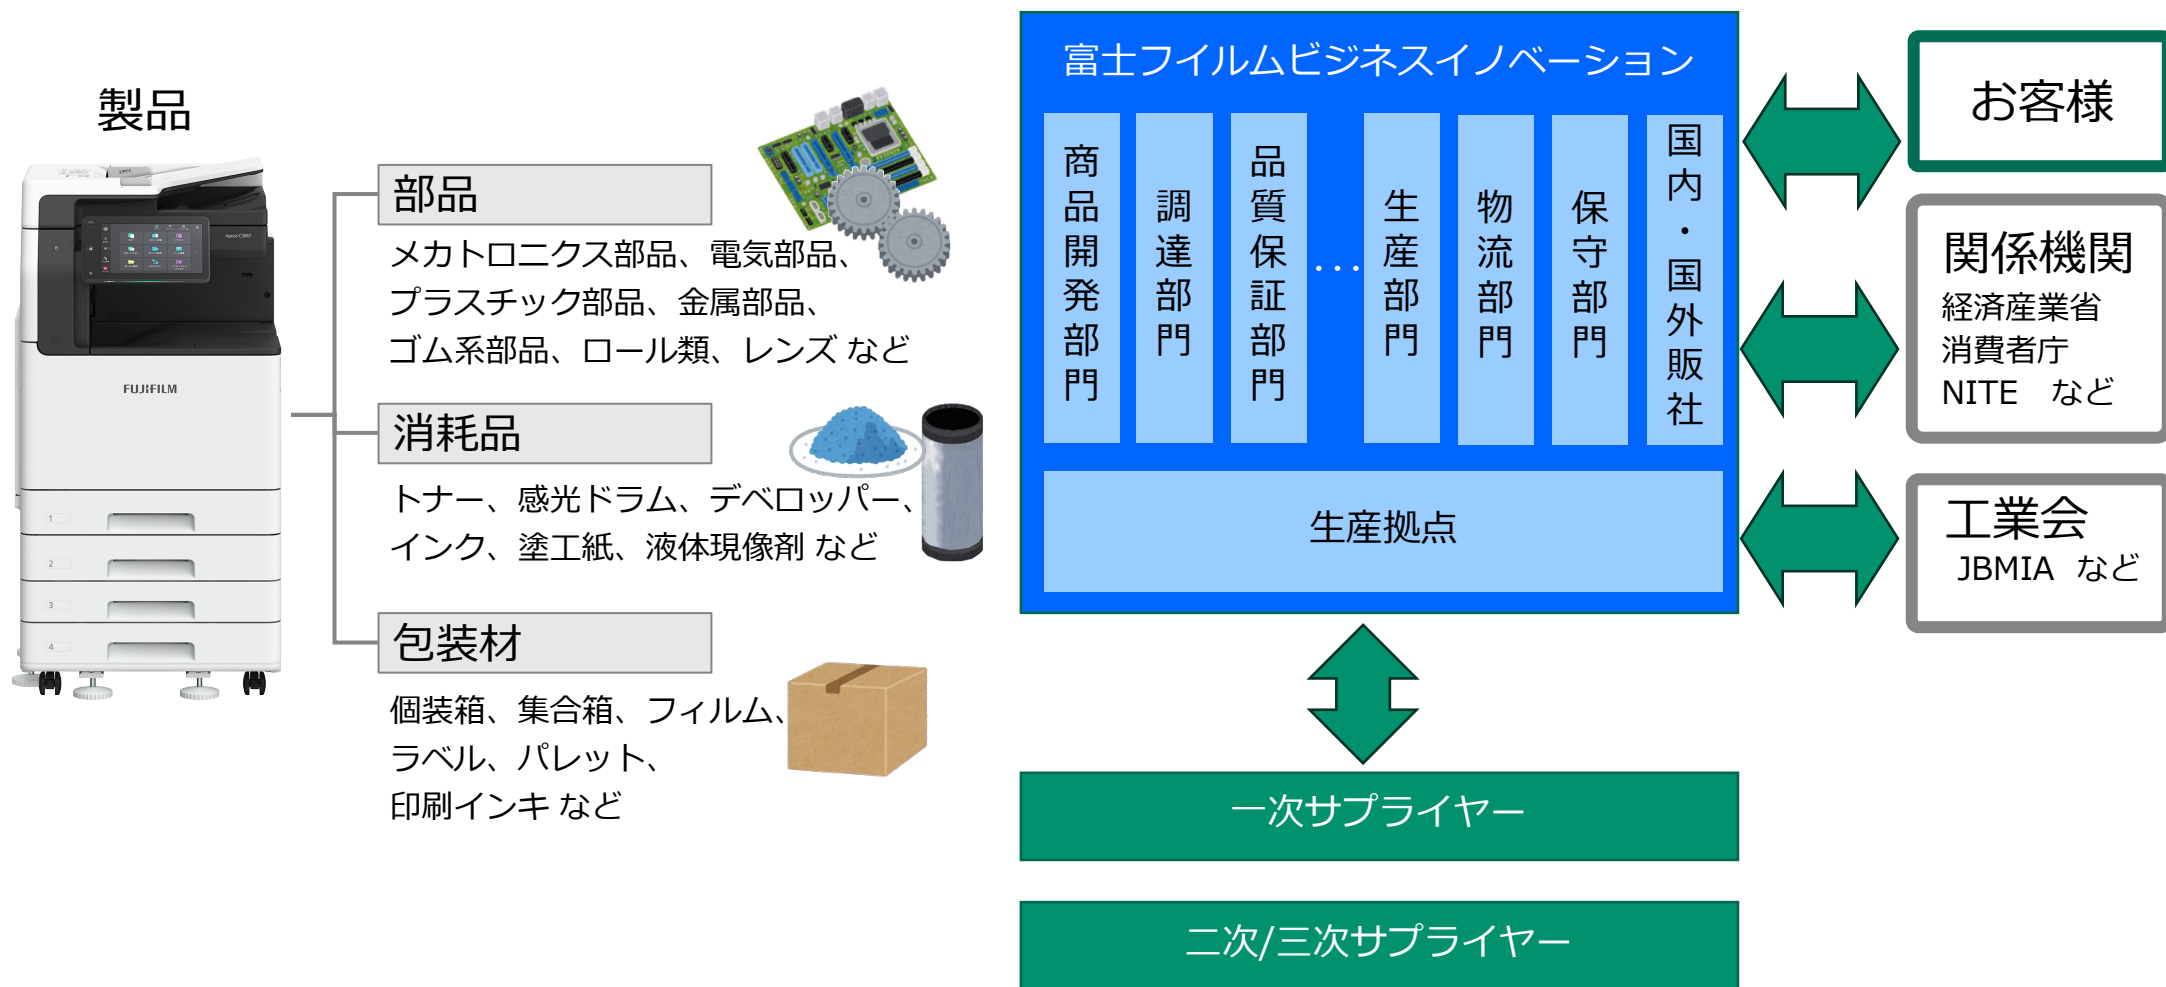 製品
FUJIFILM
Apeos C3067
1
2
3
4
部品
メカトロニクス部品、電気部品、
プラスチック部品、金属部品、
ゴム系部品、ロール類、レンズ など
消耗品
トナー、感光ドラム、デベロッパー、
インク、塗工紙、液体現像剤 など
包装材
個装箱、集合箱、フィルム、
ラベル、パレット、
印刷インキ など
富士フイルムビジネスイノベーション
商品開発部門
調達部門
品質保証部門
...
生産部門
物流部門
保守部門
国内・国外販社
生産拠点
一次サプライヤー
二次/三次サプライヤー
お客様
関係機関
経済産業省
消費者庁
NITE　など
工業会
JBMIA など